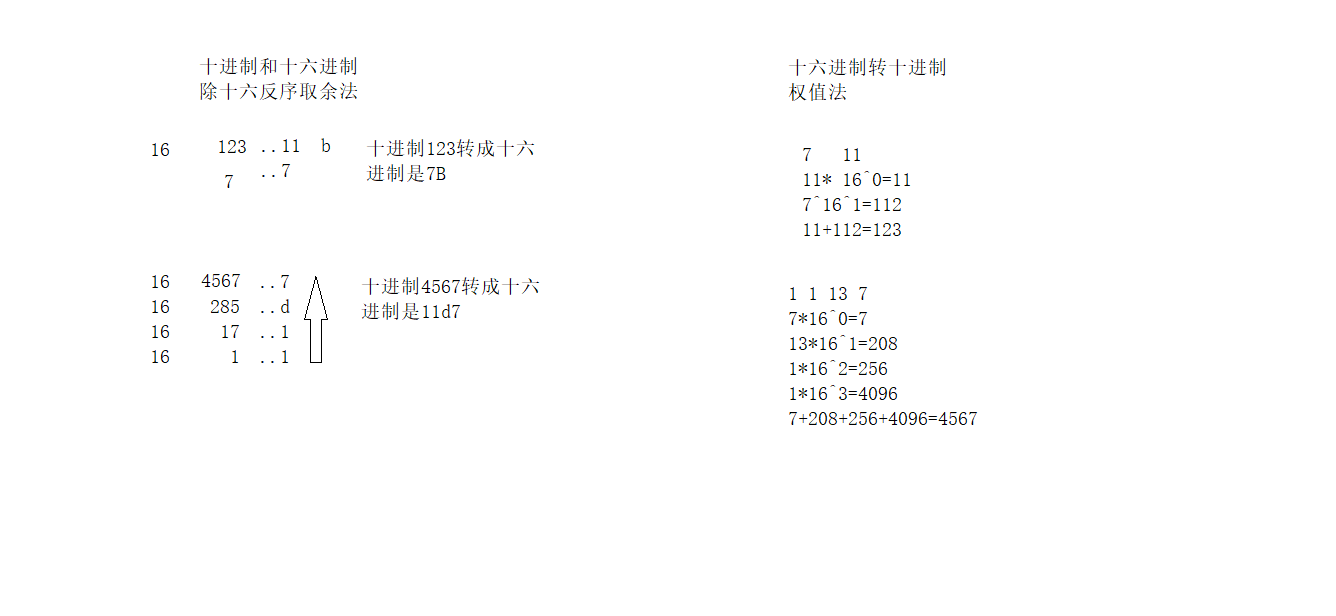 十进制和十六进制
除十六反序取余法
16 123 ..11 b
7 ..7
十进制123转成十六
进制是7B
16 4567 ..7
16 285 ..d
16 17 ..1
16 1 ..1
十进制4567转成十六
进制是11d7
十六进制转十进制
权值法
7 11
11* 16^0=11
7^16^1=112
11+112=123
1 1 13 7
7*16^0=7
13*16^1=208
1*16^2=256
1*16^3=4096
7+208+256+4096=4567